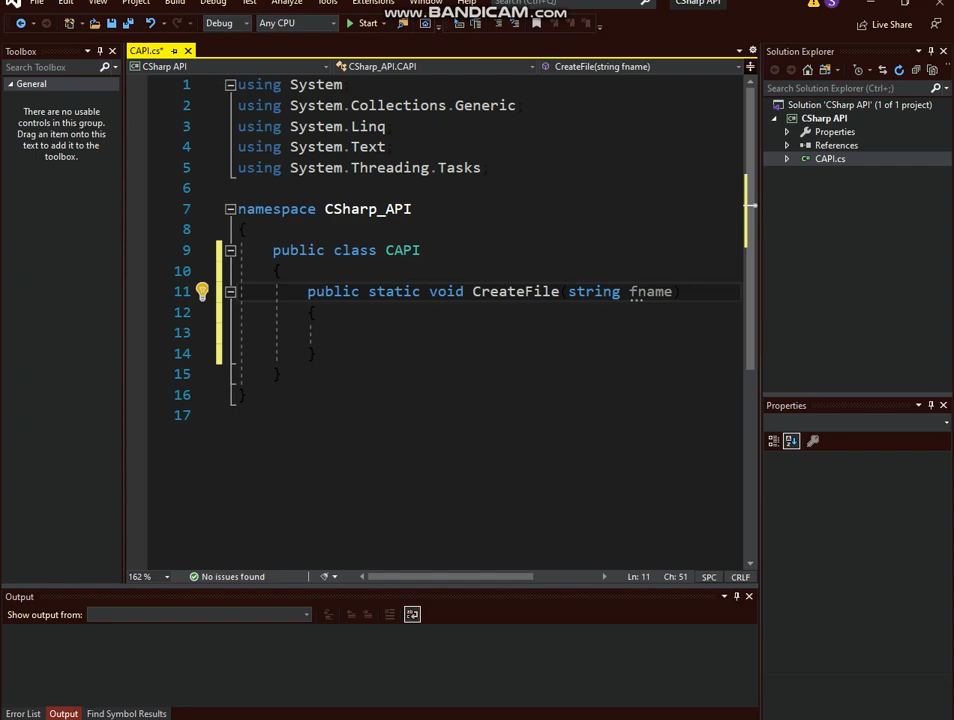 File Edit View Project Build Debug Test Analyze Tools Extensions Window Help Search (Ctrl+Q) CSharp API
www.BANDICAM.com
Debug Any CPU Start Live Share
Toolbox
Search Toolbox
General
There are no usable
controls in this group.
Drag an item onto this
text to add it to the
toolbox.
CAPI.cs*
CSharp API CSharp_API.CAPI CreateFile(string fname)
1 using System;
2 using System.Collections.Generic;
3 using System.Linq;
4 using System.Text;
5 using System.Threading.Tasks;
6
7 namespace CSharp_API
8 {
9 public class CAPI
10 {
11 public static void CreateFile(string fname)
12 {
13
14 }
15 }
16 }
17
162 % No issues found Ln: 11 Ch: 51 SPC CRLF
Solution Explorer
Search Solution Explorer (Ctrl+;)
Solution 'CSharp API' (1 of 1 project)
CSharp API
Properties
References
CAPI.cs
Properties
Output
Show output from:
Error List Output Find Symbol Results